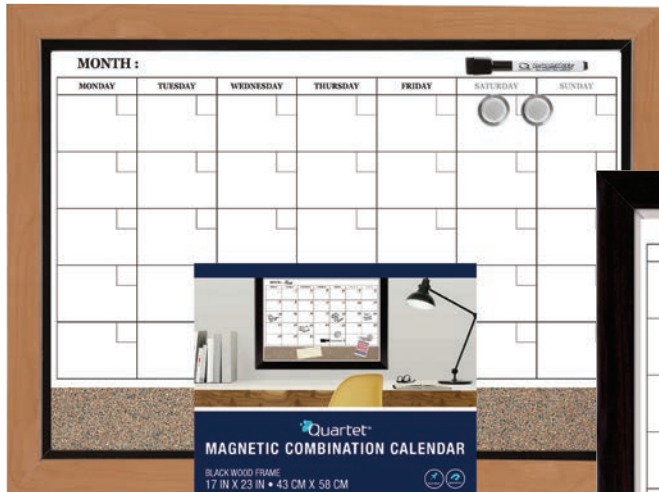 MONTH :
MONDAY TUESDAY WEDNESDAY THURSDAY FRIDAY SATURDAY SUNDAY
Quartet
MAGNETIC COMBINATION CALENDAR
BLACK WOOD FRAME
17 IN X 23 IN • 43 CM X 58 CM